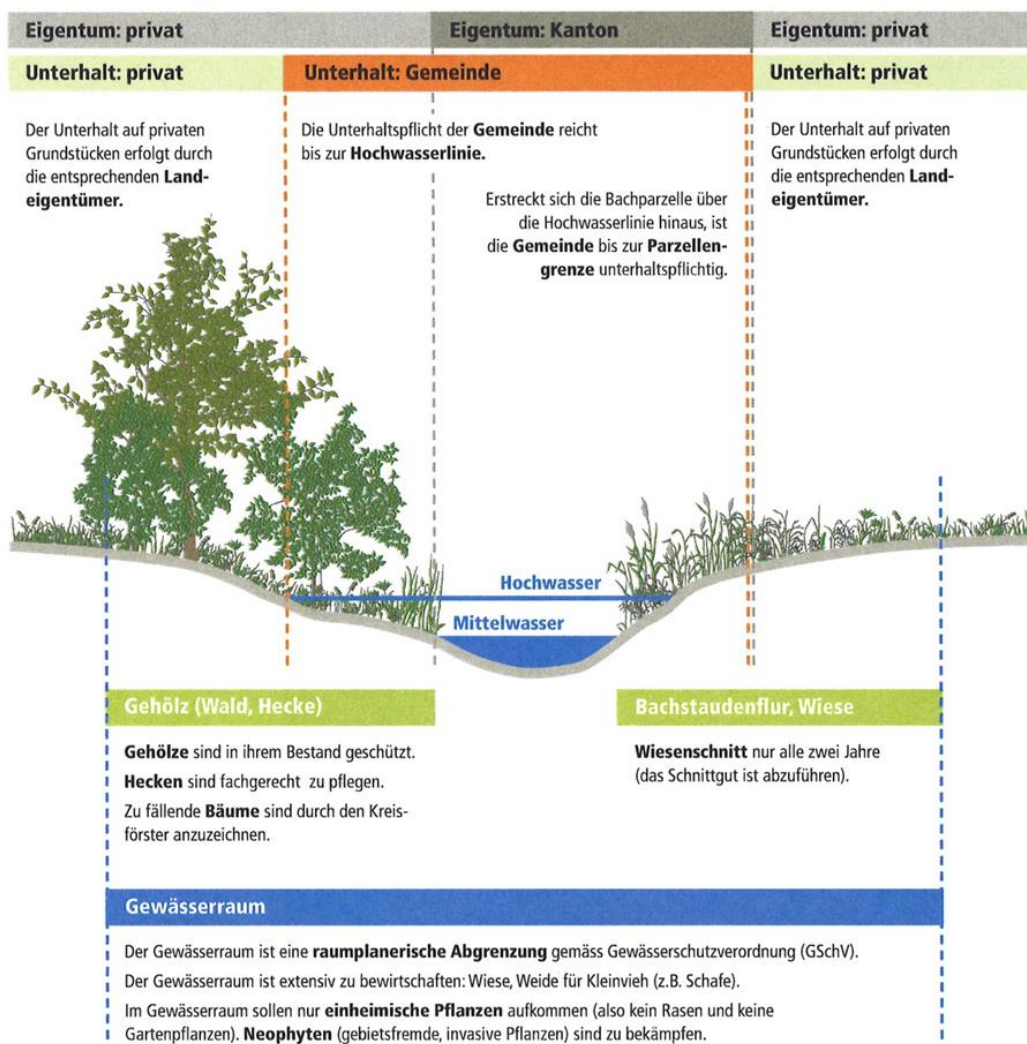 Eigentum: privat
Eigentum: Kanton
Eigentum: privat
Unterhalt: privat
Unterhalt: Gemeinde
Unterhalt: privat
Der Unterhalt auf privaten
Grundstücken erfolgt durch
die entsprechenden Land-
eigentümer.
Die Unterhaltspflicht der Gemeinde reicht
bis zur Hochwasserlinie.
Erstreckt sich die Bachparzelle über
die Hochwasserlinie hinaus, ist
die Gemeinde bis zur Parzellen-
grenze unterhaltspflichtig.
Der Unterhalt auf privaten
Grundstücken erfolgt durch
die entsprechenden Land-
eigentümer.
Hochwasser
Mittelwasser
Gehölz (Wald, Hecke)
Gehölze sind in ihrem Bestand geschützt.
Hecken sind fachgerecht zu pflegen.
Zu fällende Bäume sind durch den Kreis-
förster anzuzeichnen.
Bachstaudenflur, Wiese
Wiesenschnitt nur alle zwei Jahre
(das Schnittgut ist abzuführen).
Gewässerraum
Der Gewässerraum ist eine raumplanerische Abgrenzung gemäss Gewässerschutzverordnung (GSchV).
Der Gewässerraum ist extensiv zu bewirtschaften: Wiese, Weide für Kleinvieh (z.B. Schafe).
Im Gewässerraum sollen nur einheimische Pflanzen aufkommen (also kein Rasen und keine
Gartenpflanzen). Neophyten (gebietsfremde, invasive Pflanzen) sind zu bekämpfen.